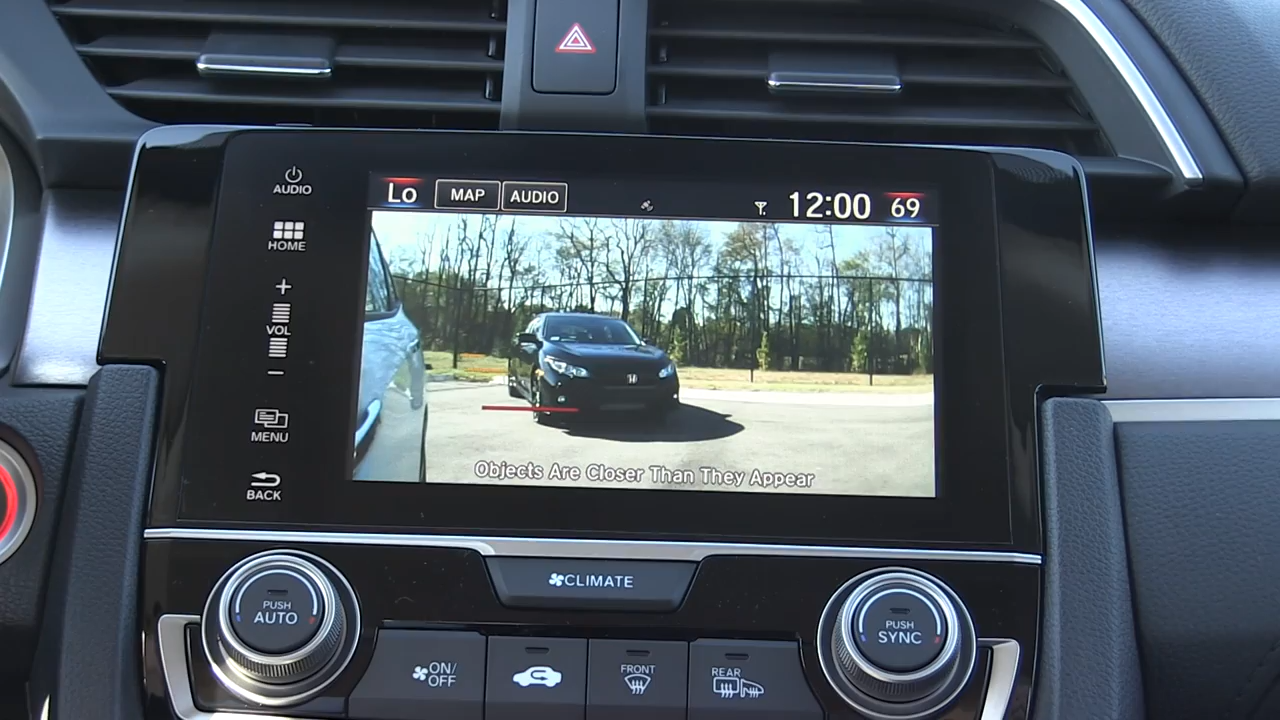 AUDIO
HOME
+
VOL
−
MENU
BACK
LO MAP AUDIO 12:00 69
Objects Are Closer Than They Appear
CLIMATE
PUSH
AUTO
ON/
OFF
FRONT
REAR
PUSH
SYNC